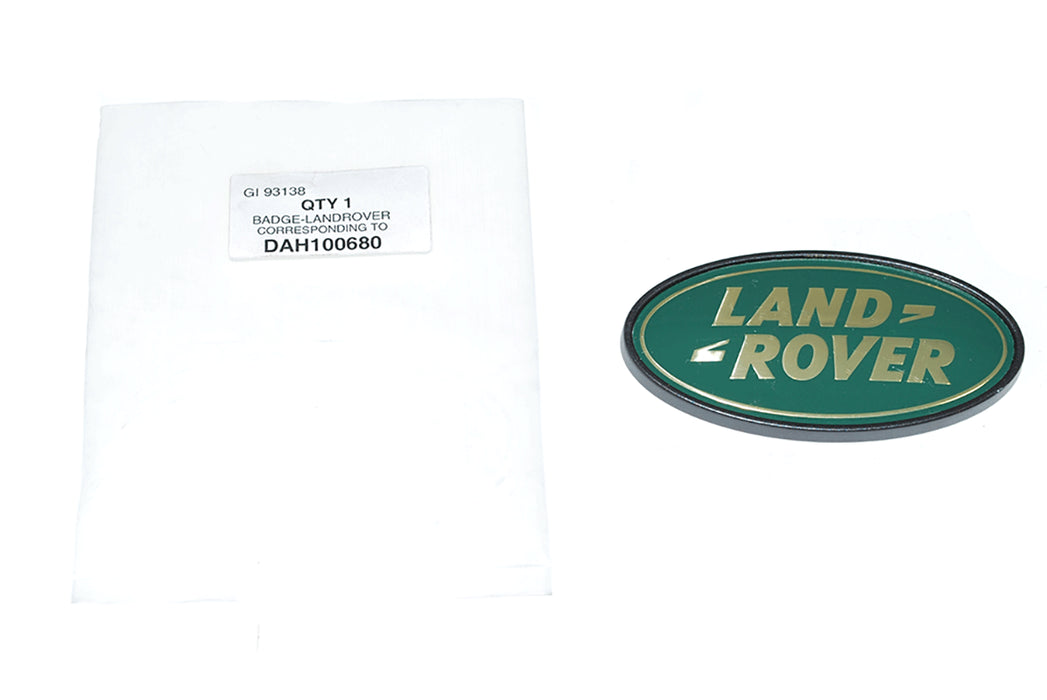 GI 93138
QTY 1
BADGE-LANDROVER
CORRESPONDING TO
DAH100680
LAND
ROVER